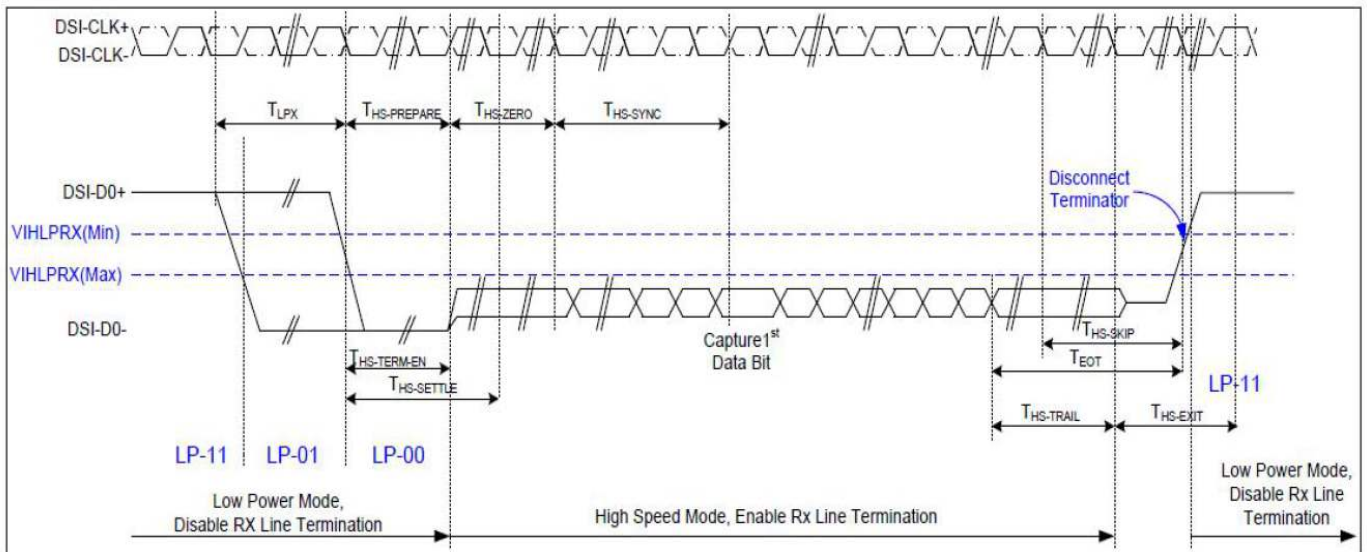 DSI-CLK+
DSI-CLK-
TLPX
THS-PREPARE
THS-ZERO
THS-SYNC
DSI-D0+
Disconnect
Terminator
VIHLPRX(Min)
VIHLPRX(Max)
DSI-D0-
Capture1st
Data Bit
THS-SKIP
THS-TERM-EN
TEOT
THS-SETTLE
LP-11
THS-TRAIL
THS-EXIT
LP-11
LP-01
LP-00
Low Power Mode,
Disable RX Line Termination
High Speed Mode, Enable Rx Line Termination
Low Power Mode,
Disable Rx Line
Termination